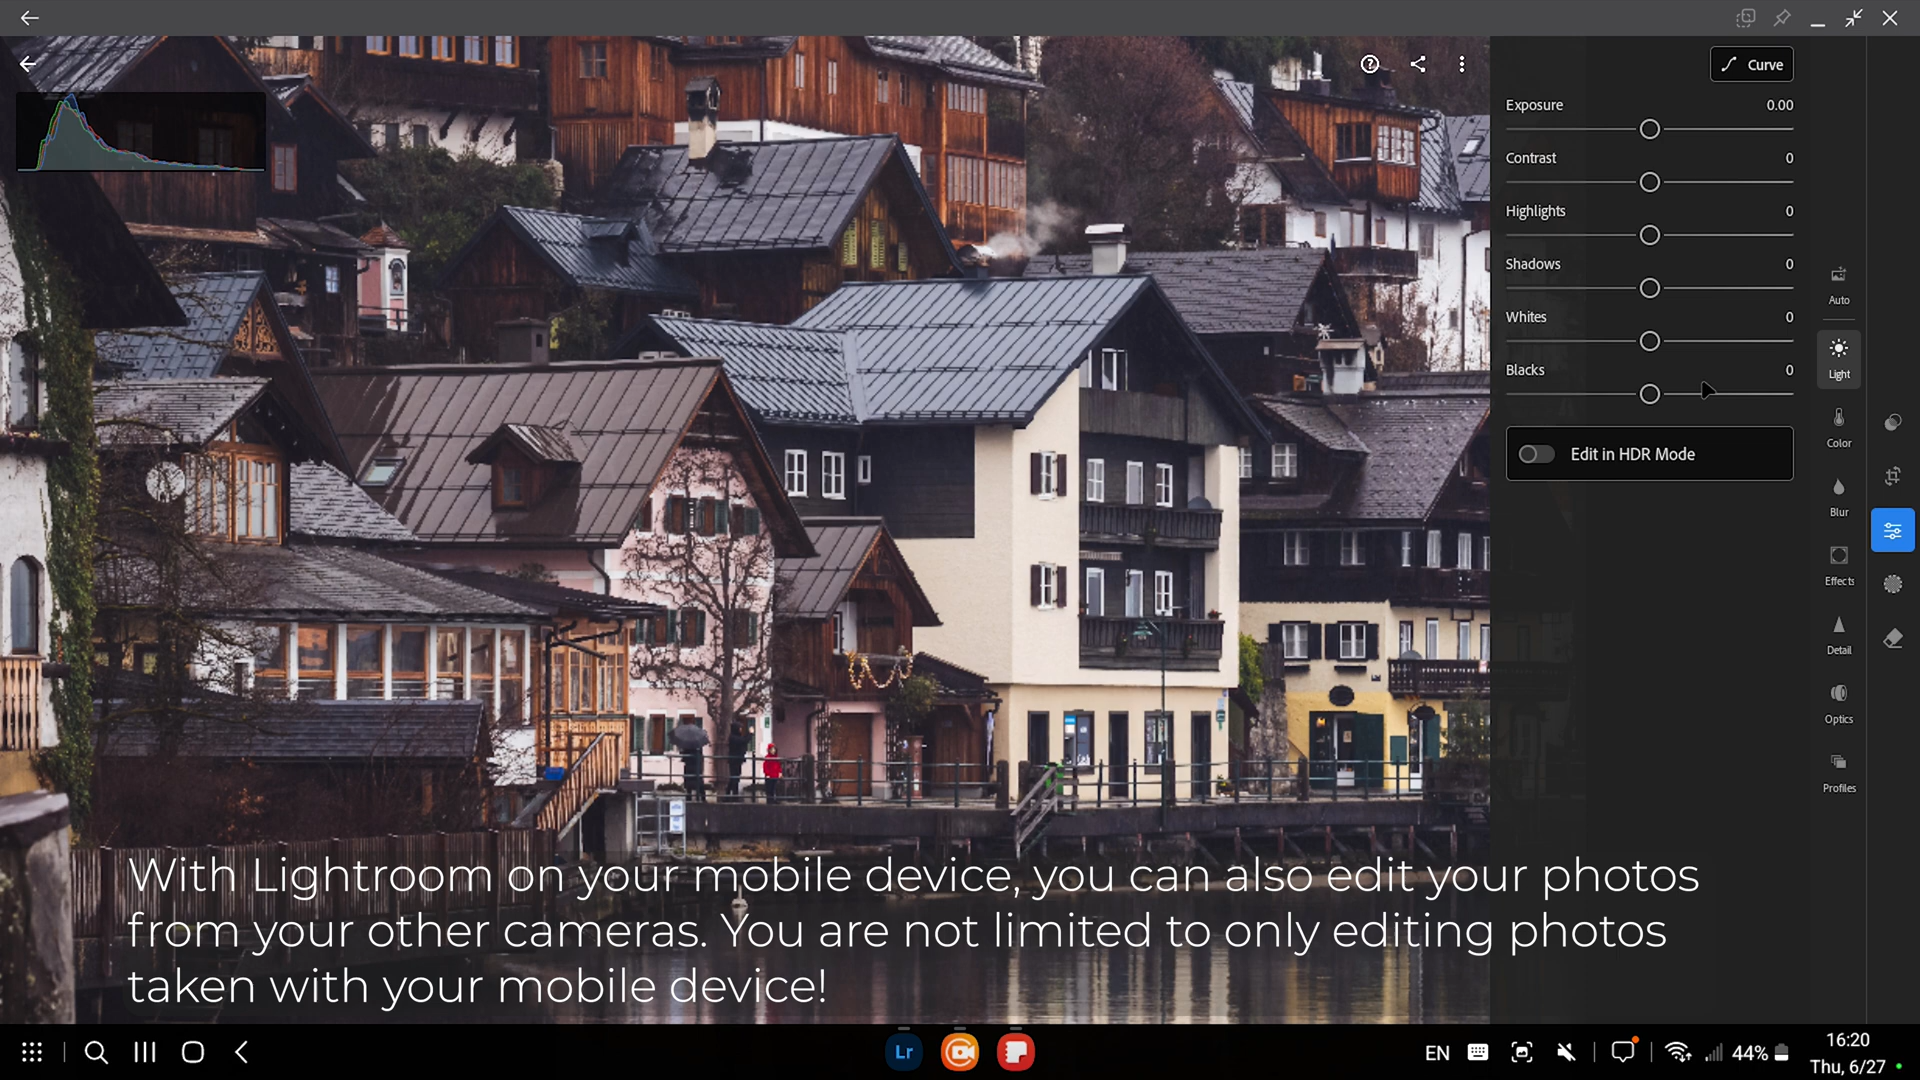 Curve
Exposure 0.00
Contrast 0
Highlights 0
Shadows 0
Whites 0
Blacks 0
Edit in HDR Mode
Auto
Light
Color
Blur
Effects
Detail
Optics
Profiles
With Lightroom on your mobile device, you can also edit your photos
from your other cameras. You are not limited to only editing photos
taken with your mobile device!
Lr
EN
44%
16:20
Thu, 6/27